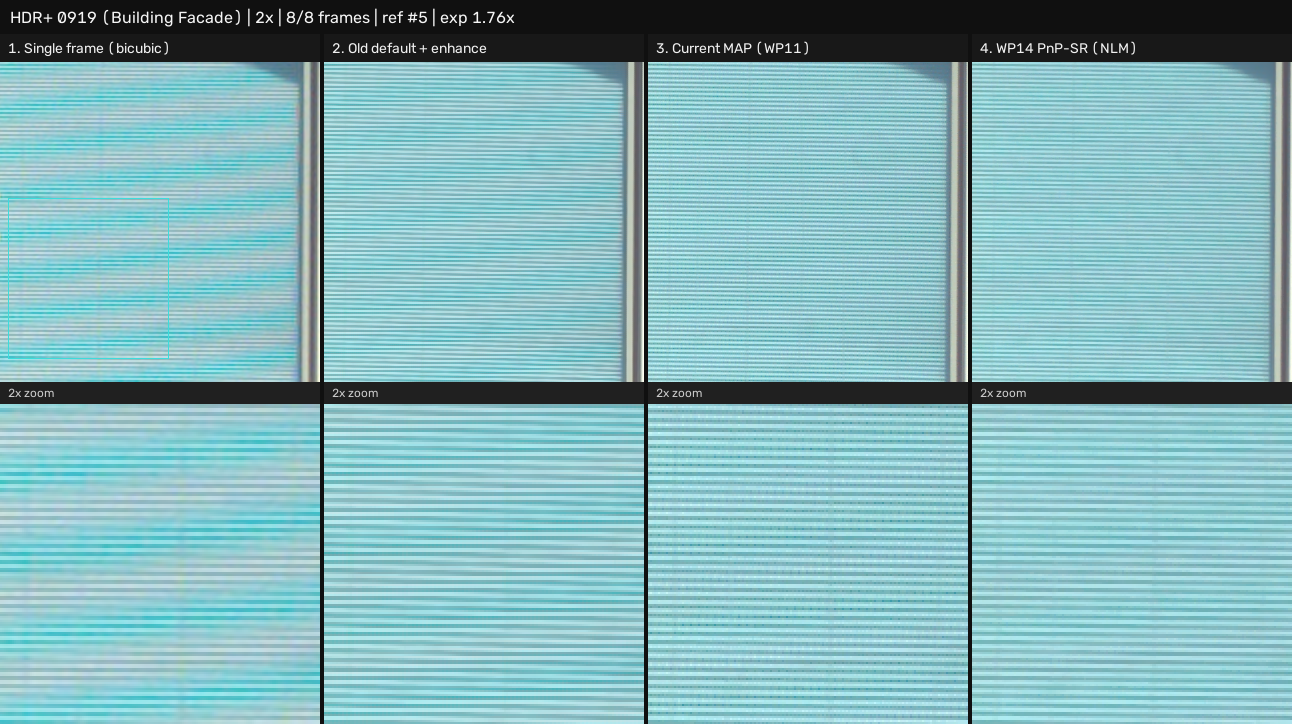 HDR+ 0919 (Building Facade) | 2x | 8/8 frames | ref #5 | exp 1.76x
1. Single frame (bicubic)
2. Old default + enhance
3. Current MAP (WP11)
4. WP14 PnP-SR (NLM)
2x zoom
2x zoom
2x zoom
2x zoom